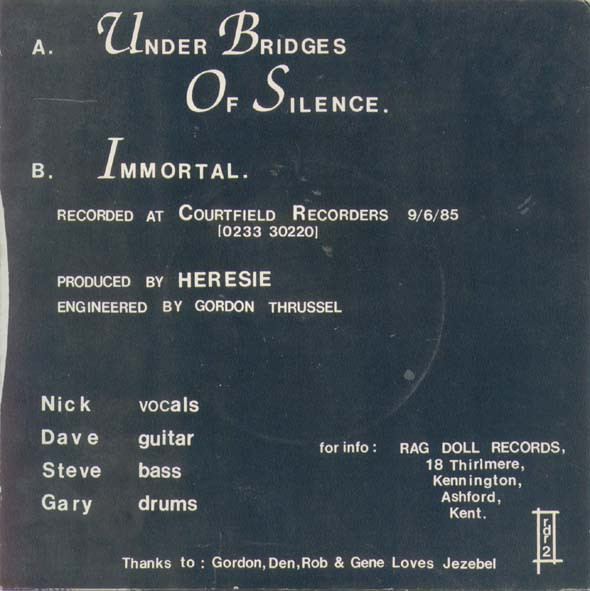 A. Under Bridges
Of Silence.
B. Immortal.
RECORDED AT COURTFIELD RECORDERS 9/6/85
[0233 30220]
PRODUCED BY HERESIE
ENGINEERED BY GORDON THRUSSEL
Nick vocals
Dave guitar
Steve bass
Gary drums
for info : RAG DOLL RECORDS,
18 Thirlmere,
Kennington,
Ashford,
Kent.
rdr 2
Thanks to : Gordon, Den, Rob & Gene Loves Jezebel